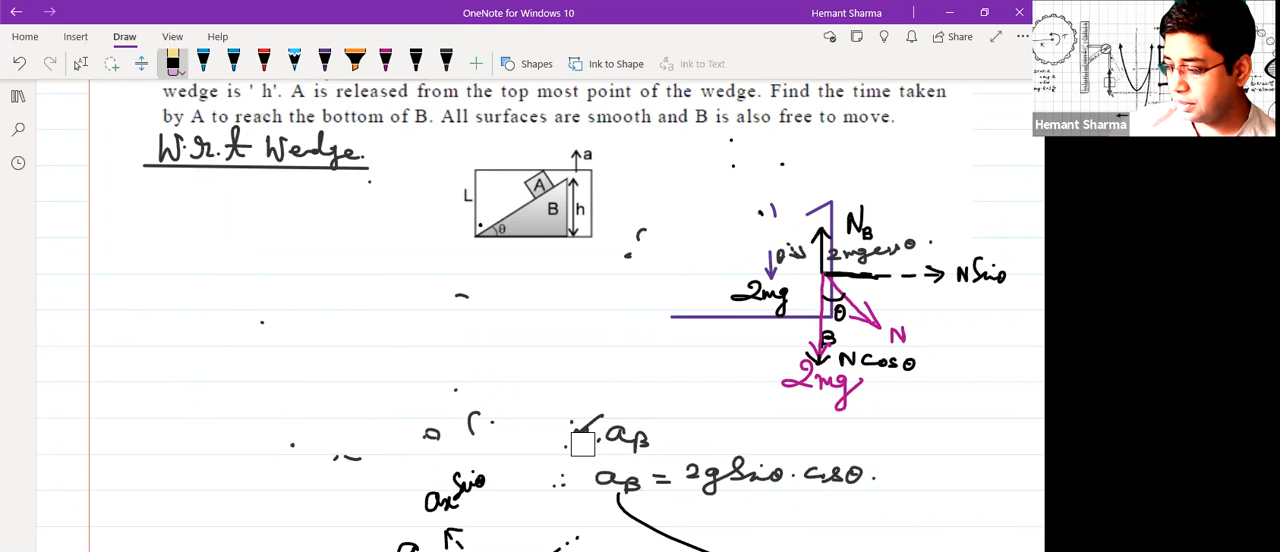 OneNote for Windows 10
Hemant Sharma
Home Insert Draw View Help
Share
Shapes Ink to Shape Ink to Text
Hemant Sharma
wedge is ' h'. A is released from the top most point of the wedge. Find the time taken
by A to reach the bottom of B. All surfaces are smooth and B is also free to move.
W.r.t Wedge.
a
L A B h
θ
N_B
2mg cosθ
N Sinθ
2mg
θ
N
B
N cosθ
2mg
a_B
∴ a_B = 2g Sinθ. cosθ.